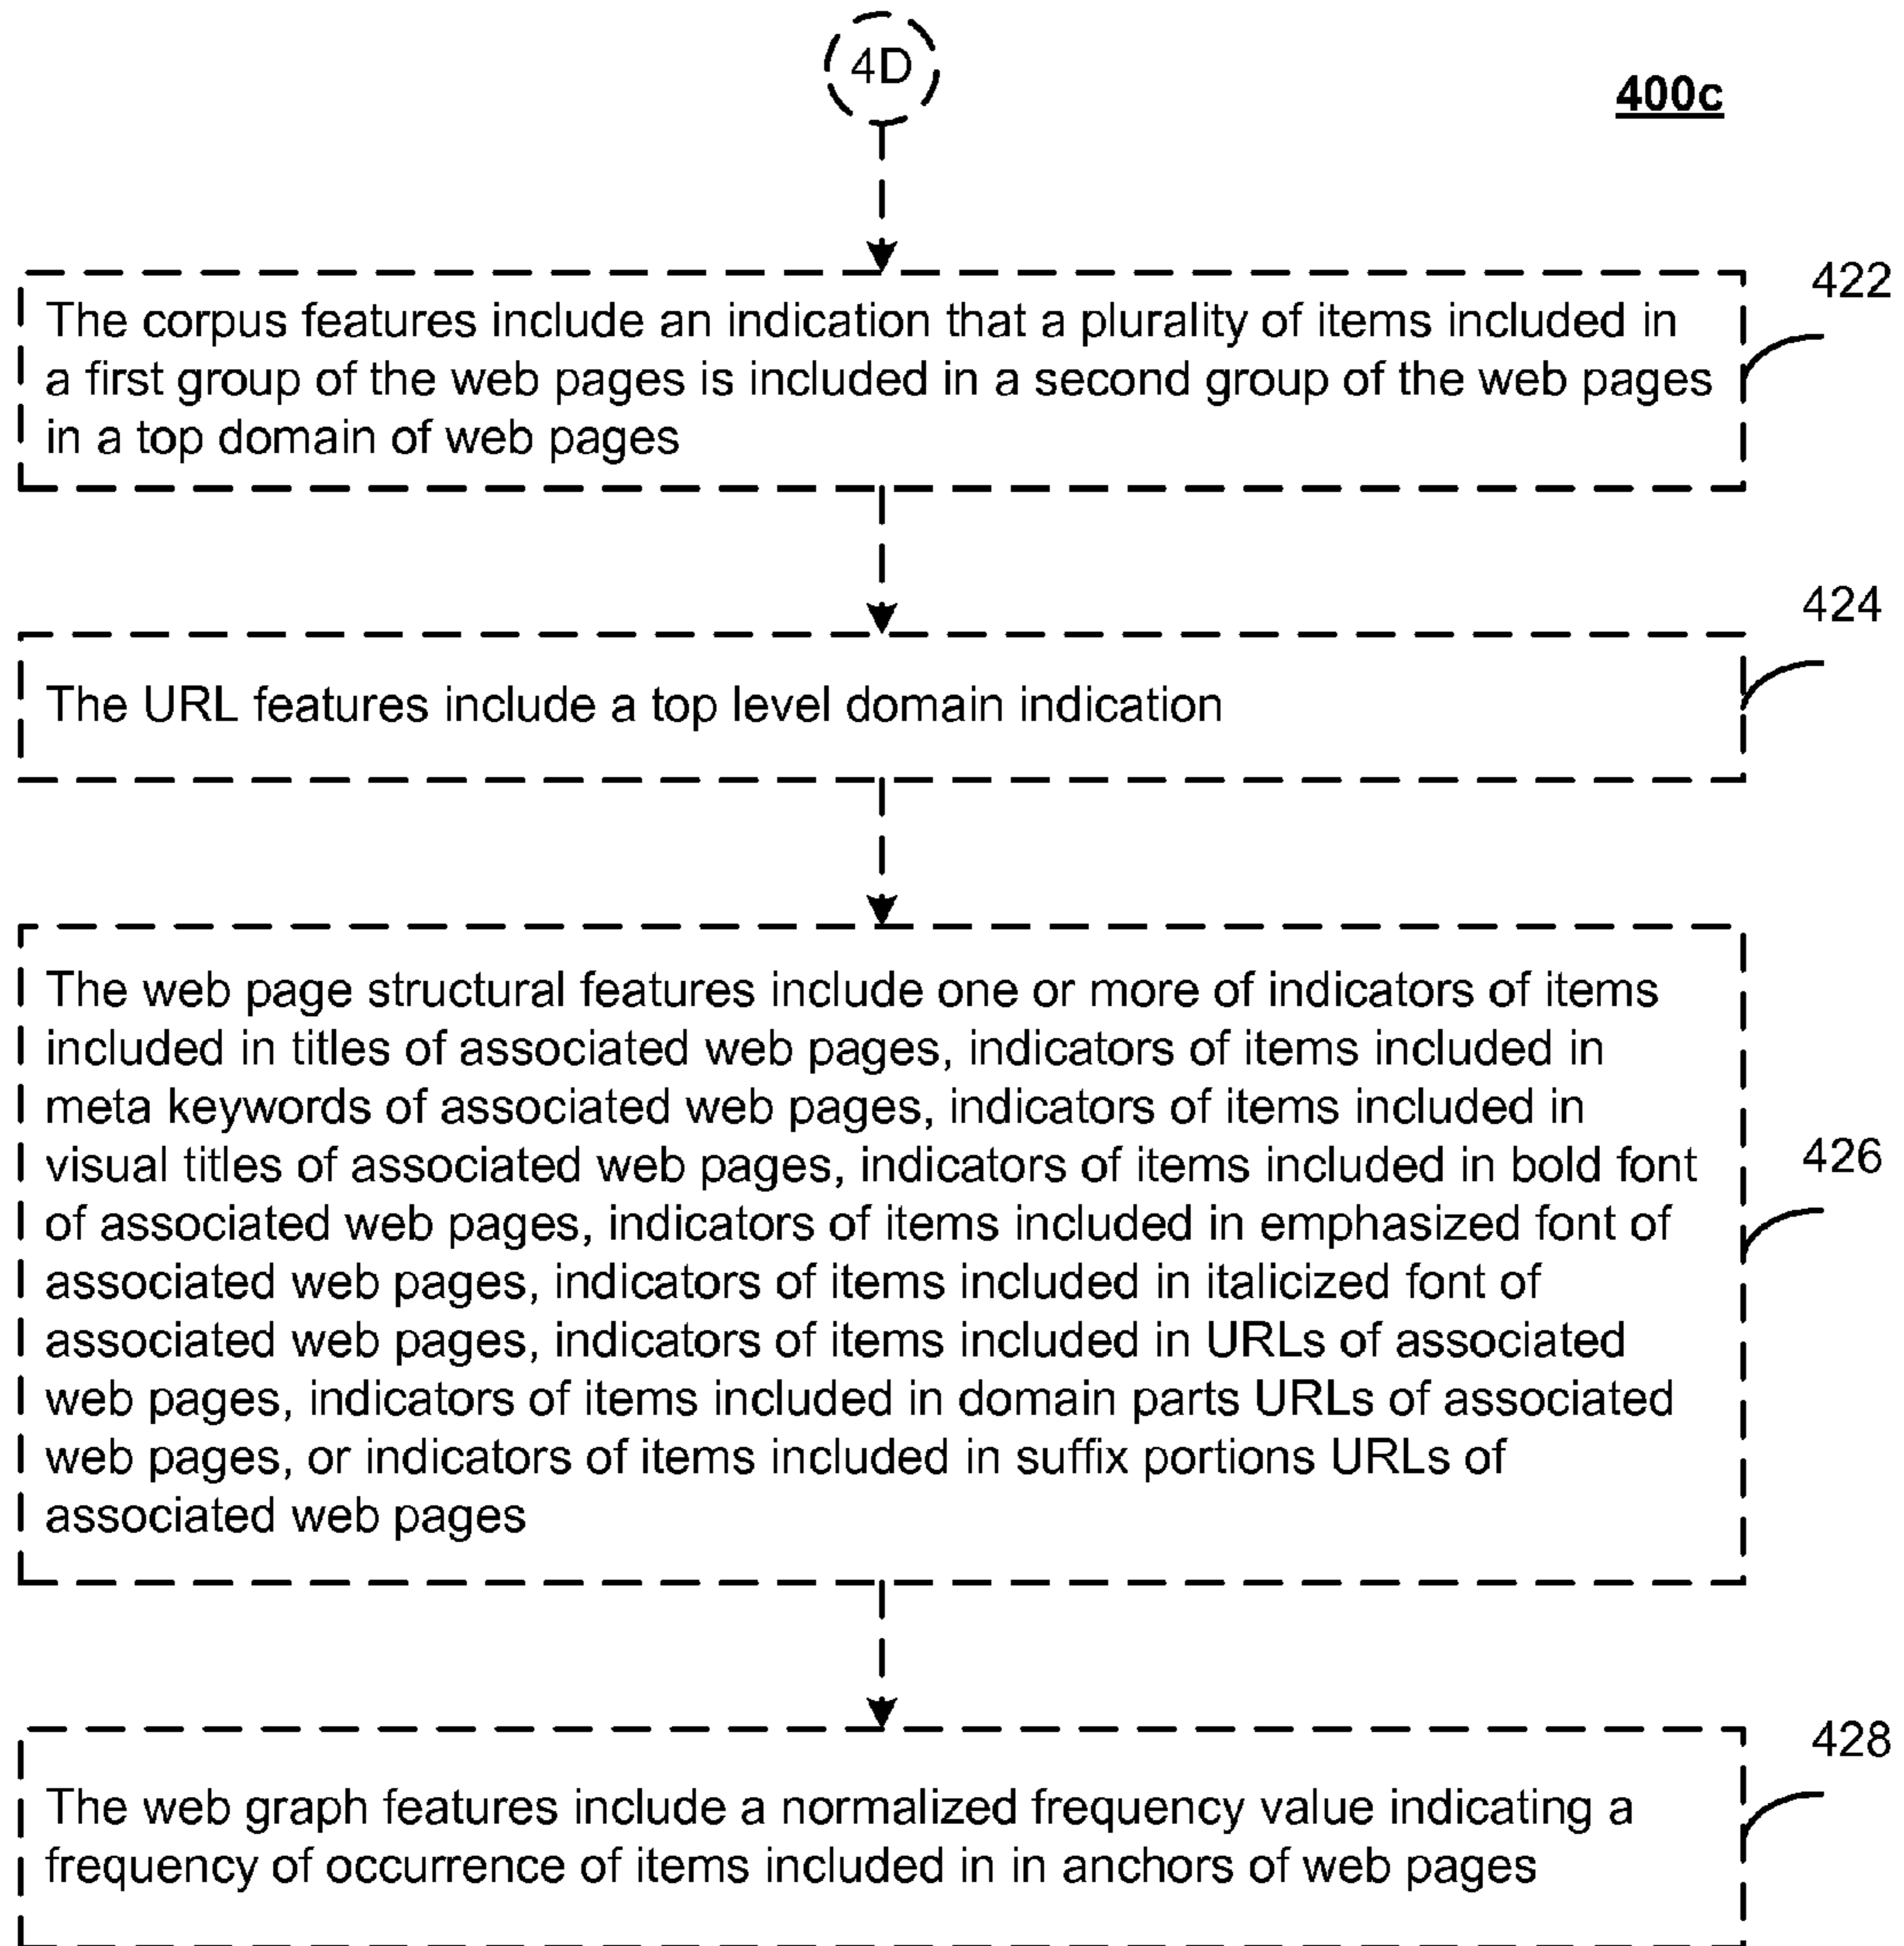 4D
400c
422
The corpus features include an indication that a plurality of items included in
a first group of the web pages is included in a second group of the web pages
in a top domain of web pages
424
The URL features include a top level domain indication
The web page structural features include one or more of indicators of items
included in titles of associated web pages, indicators of items included in
meta keywords of associated web pages, indicators of items included in
visual titles of associated web pages, indicators of items included in bold font
of associated web pages, indicators of items included in emphasized font of
associated web pages, indicators of items included in italicized font of
associated web pages, indicators of items included in URLs of associated
web pages, indicators of items included in domain parts URLs of associated
web pages, or indicators of items included in suffix portions URLs of
associated web pages
426
428
The web graph features include a normalized frequency value indicating a
frequency of occurrence of items included in in anchors of web pages